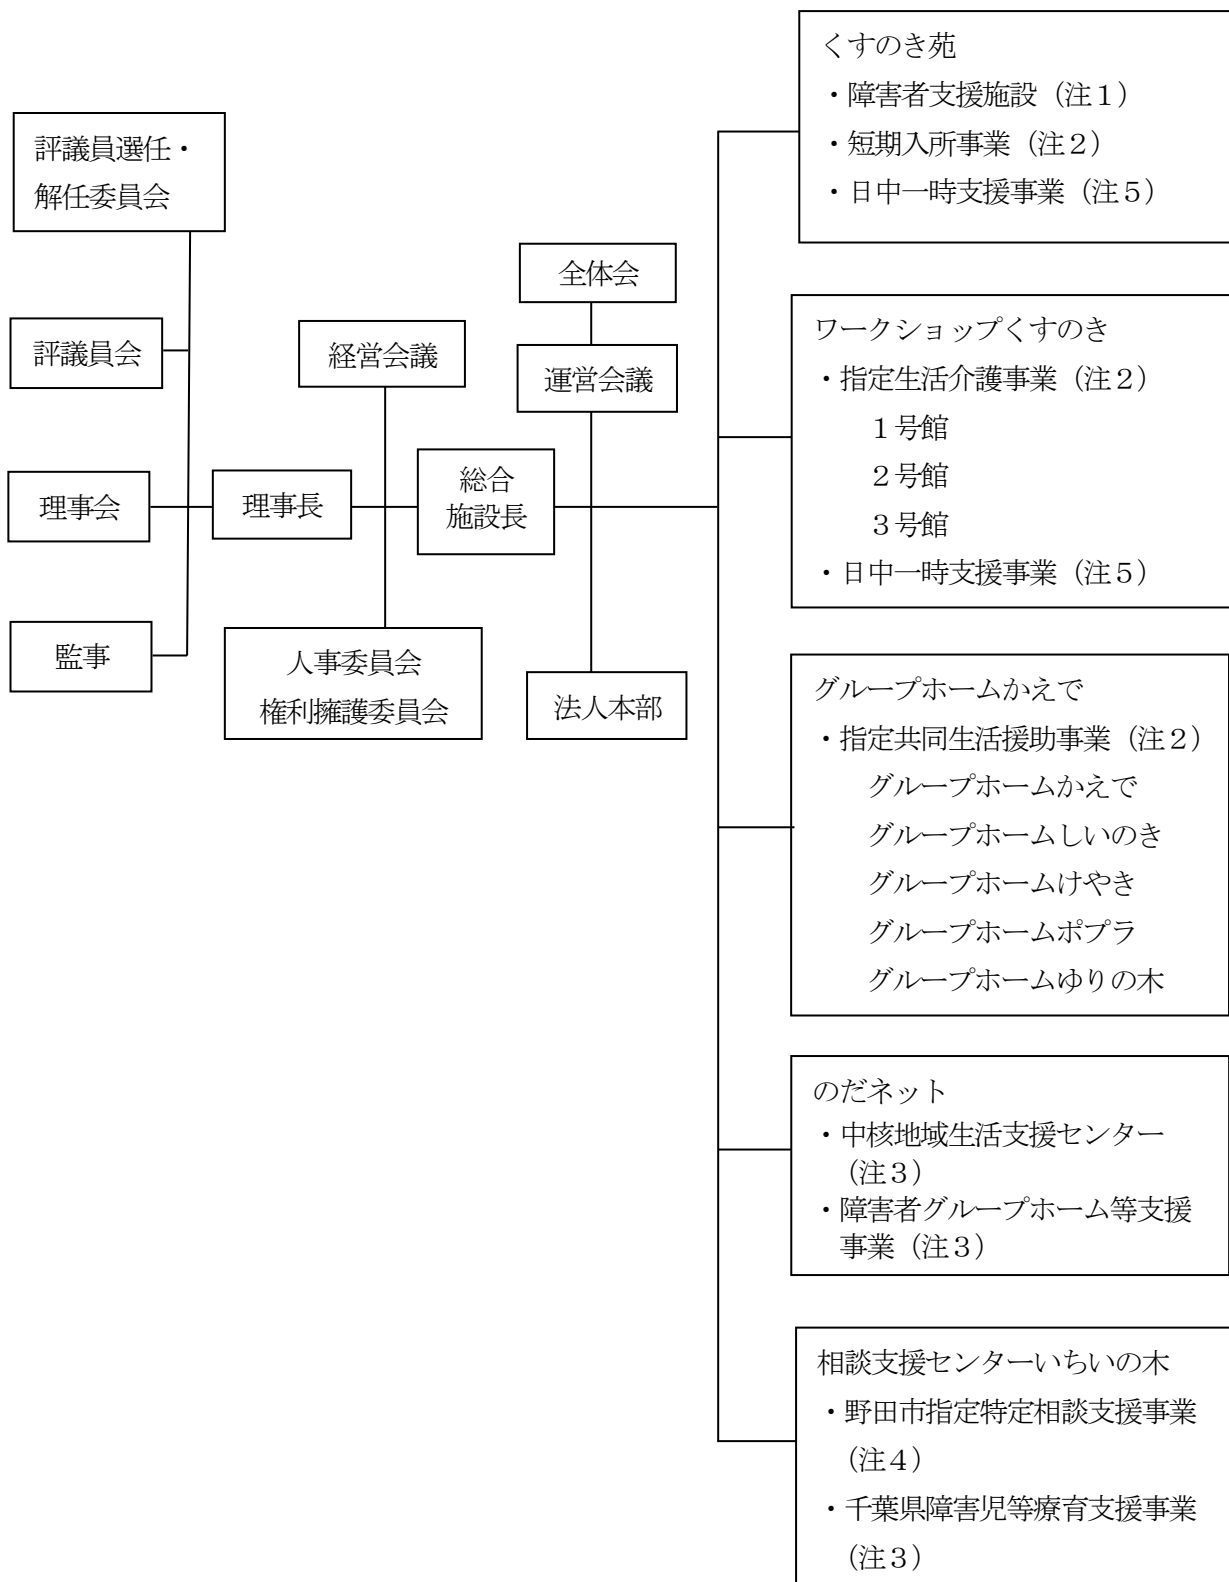 評議員選任・
解任委員会
評議員会
理事会
監事
理事長
経営会議
人事委員会
権利擁護委員会
総合
施設長
全体会
運営会議
法人本部
くすのき苑
・障害者支援施設（注１）
・短期入所事業（注２）
・日中一時支援事業（注５）
ワークショップくすのき
・指定生活介護事業（注２）
１号館
２号館
３号館
・日中一時支援事業（注５）
グループホームかえで
・指定共同生活援助事業（注２）
グループホームかえで
グループホームしいのき
グループホームけやき
グループホームポプラ
グループホームゆりの木
のだネット
・中核地域生活支援センター
（注３）
・障害者グループホーム等支援
事業（注３）
相談支援センターいちいの木
・野田市指定特定相談支援事業
（注４）
・千葉県障害児等療育支援事業
（注３）